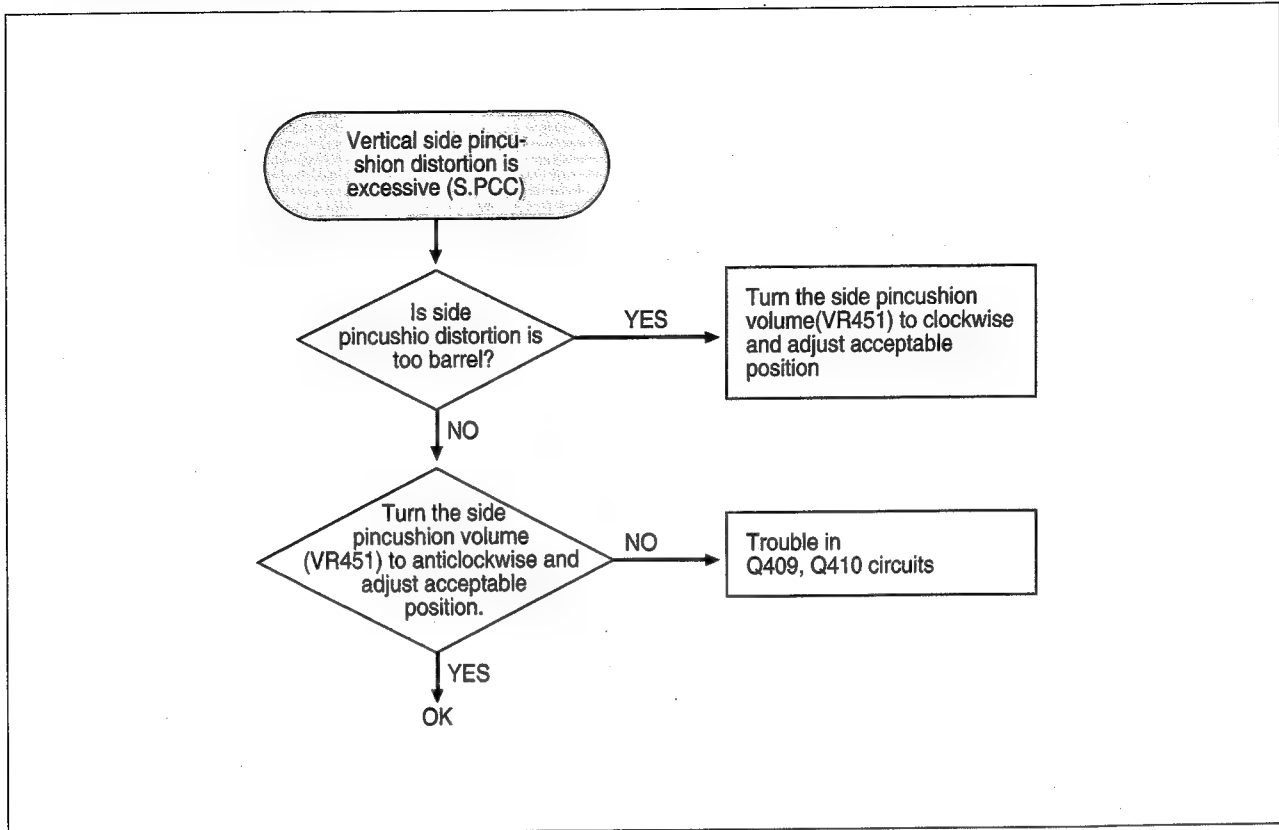 Vertical side pincu-
shion distortion is
excessive (S.PCC)
Is side
pincushio distortion is
too barrel?
YES
Turn the side pincushion
volume(VR451) to clockwise
and adjust acceptable
position
NO
Turn the side
pincushion volume
(VR451) to anticlockwise and
adjust acceptable
position.
NO
Trouble in
Q409, Q410 circuits
YES
OK